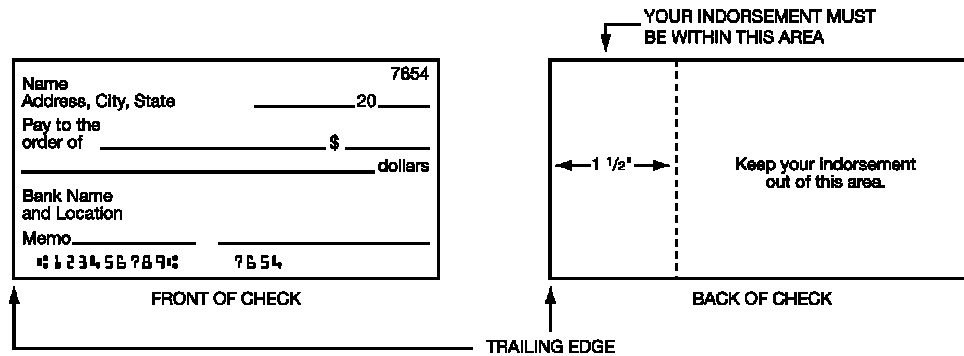 YOUR INDORSEMENT MUST
BE WITHIN THIS AREA
7654
Name
Address, City, State 20
Pay to the
order of $
dollars
Bank Name
and Location
Memo
⑆123456789⑆ 7654
FRONT OF CHECK
1 1/2"
Keep your indorsement
out of this area.
BACK OF CHECK
TRAILING EDGE